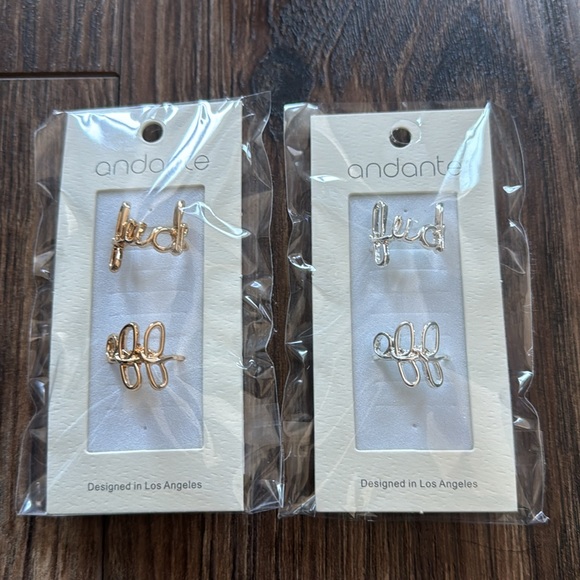 andante
fuck
off
Designed in Los Angeles
andante
fuck
off
Designed in Los Angeles